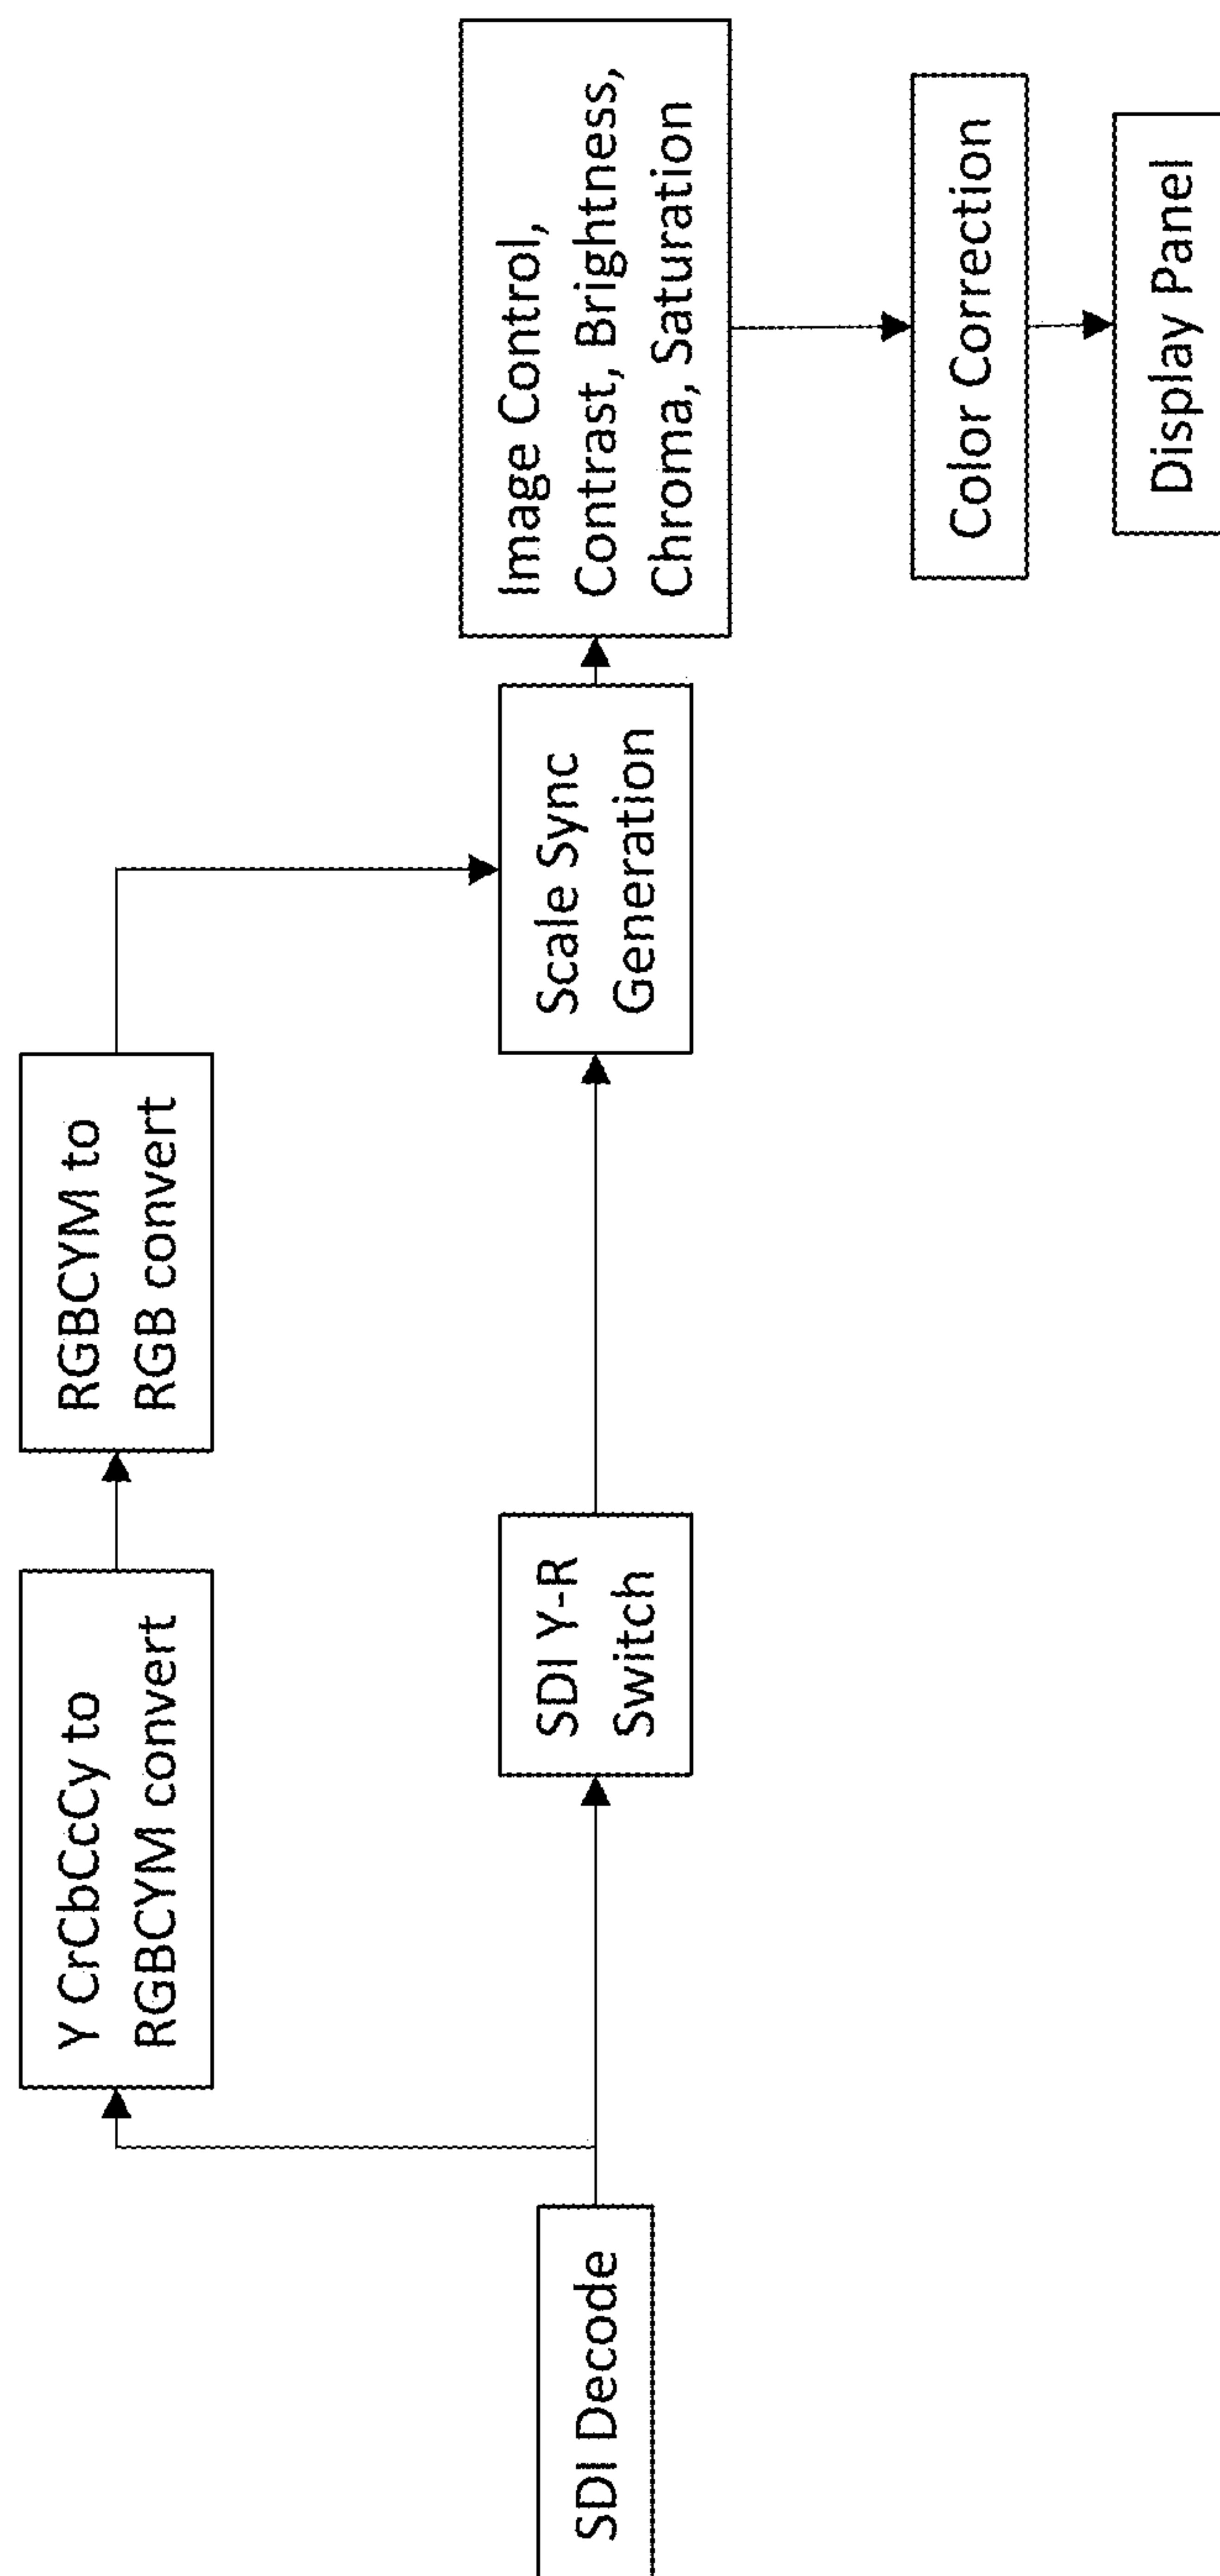 SDI Decode
Y CrCbCcCy to
RGBCYM convert
RGBCYM to
RGB convert
SDI Y-R
Switch
Scale Sync
Generation
Image Control,
Contrast, Brightness,
Chroma, Saturation
Color Correction
Display Panel